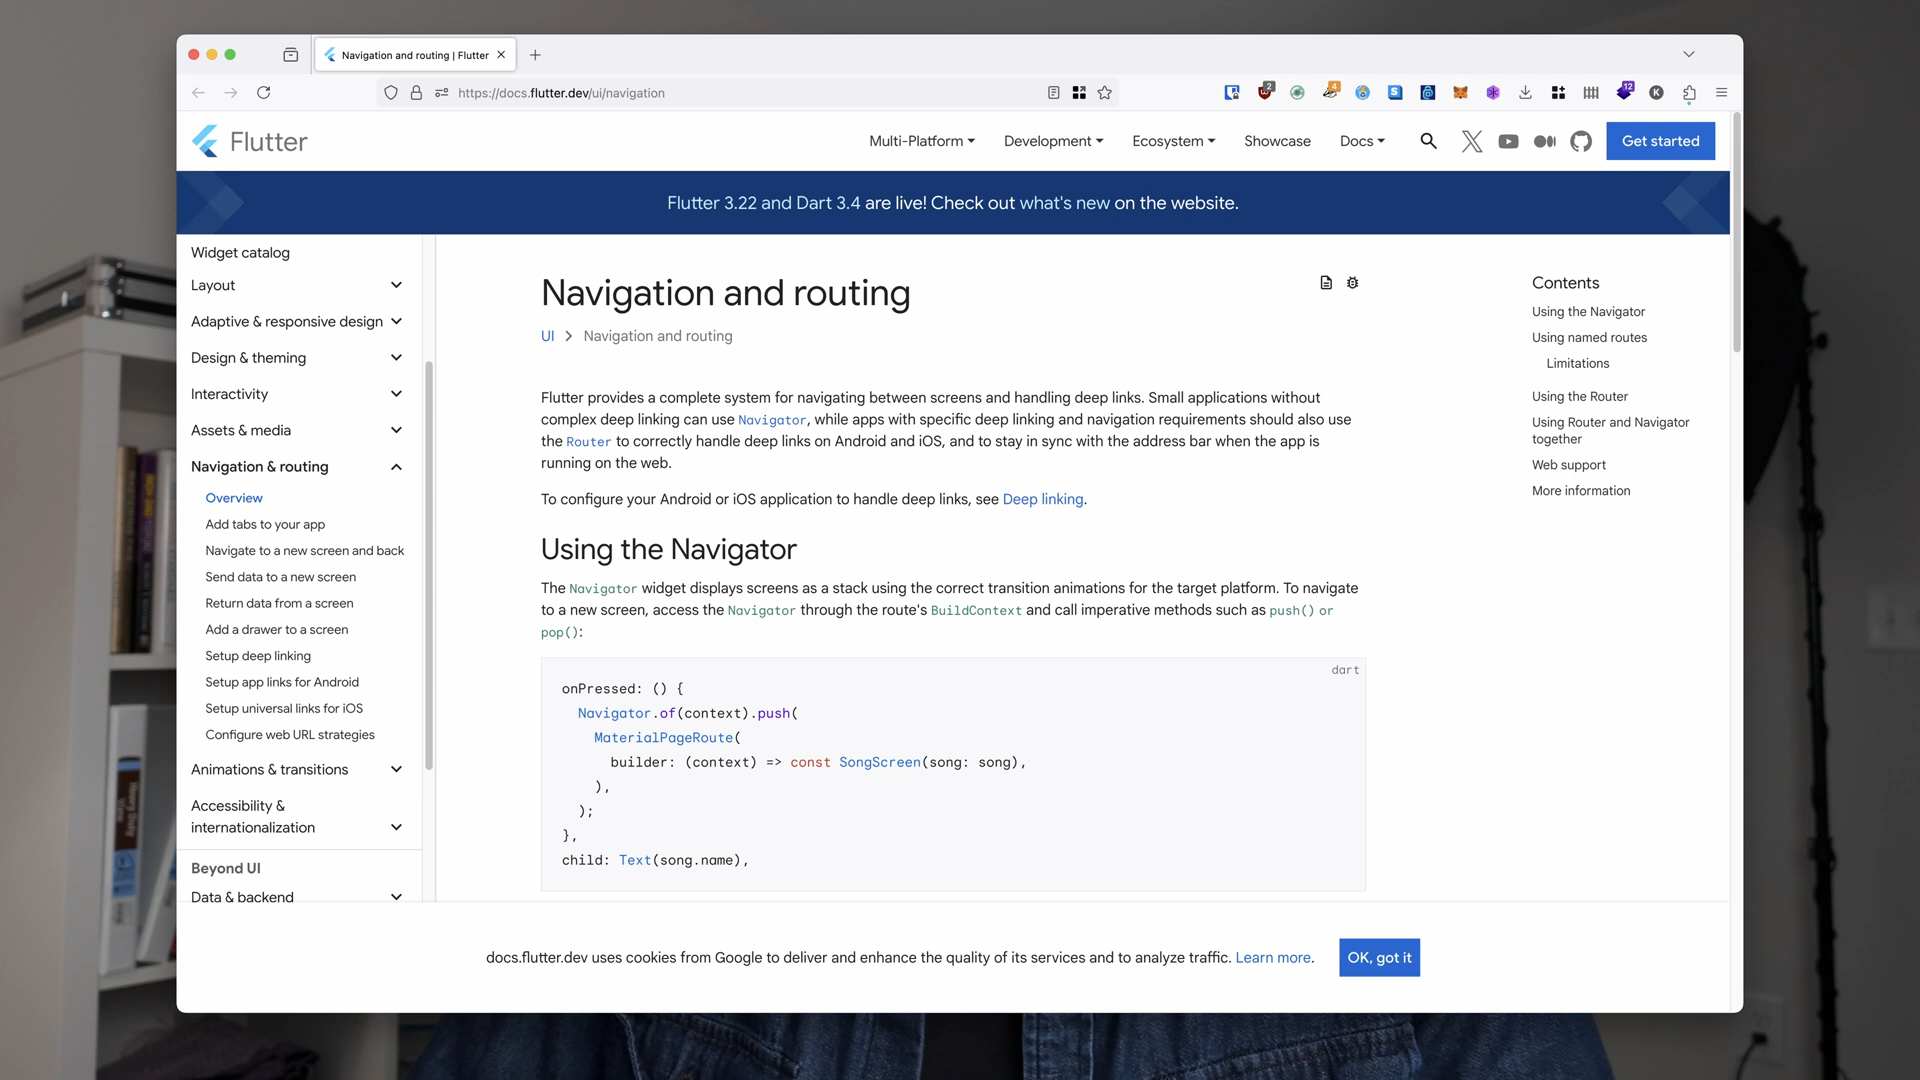 Navigation and routing | Flutter
https://docs.flutter.dev/ui/navigation
2
4
S
12
K
Flutter
Multi-Platform
Development
Ecosystem
Showcase
Docs
Get started
Flutter 3.22 and Dart 3.4 are live! Check out what's new on the website.
Widget catalog
Layout
Adaptive & responsive design
Design & theming
Interactivity
Assets & media
Navigation & routing
Overview
Add tabs to your app
Navigate to a new screen and back
Send data to a new screen
Return data from a screen
Add a drawer to a screen
Setup deep linking
Setup app links for Android
Setup universal links for iOS
Configure web URL strategies
Animations & transitions
Accessibility &
internationalization
Beyond UI
Data & backend
Navigation and routing
UI
Navigation and routing
Flutter provides a complete system for navigating between screens and handling deep links. Small applications without
complex deep linking can use Navigator, while apps with specific deep linking and navigation requirements should also use
the Router to correctly handle deep links on Android and iOS, and to stay in sync with the address bar when the app is
running on the web.
To configure your Android or iOS application to handle deep links, see Deep linking.
Using the Navigator
The Navigator widget displays screens as a stack using the correct transition animations for the target platform. To navigate
to a new screen, access the Navigator through the route's BuildContext and call imperative methods such as push() or
pop():
dart
onPressed: () {
Navigator.of(context).push(
MaterialPageRoute(
builder: (context) => const SongScreen(song: song),
),
);
},
child: Text(song.name),
Contents
Using the Navigator
Using named routes
Limitations
Using the Router
Using Router and Navigator
together
Web support
More information
docs.flutter.dev uses cookies from Google to deliver and enhance the quality of its services and to analyze traffic. Learn more.
OK, got it